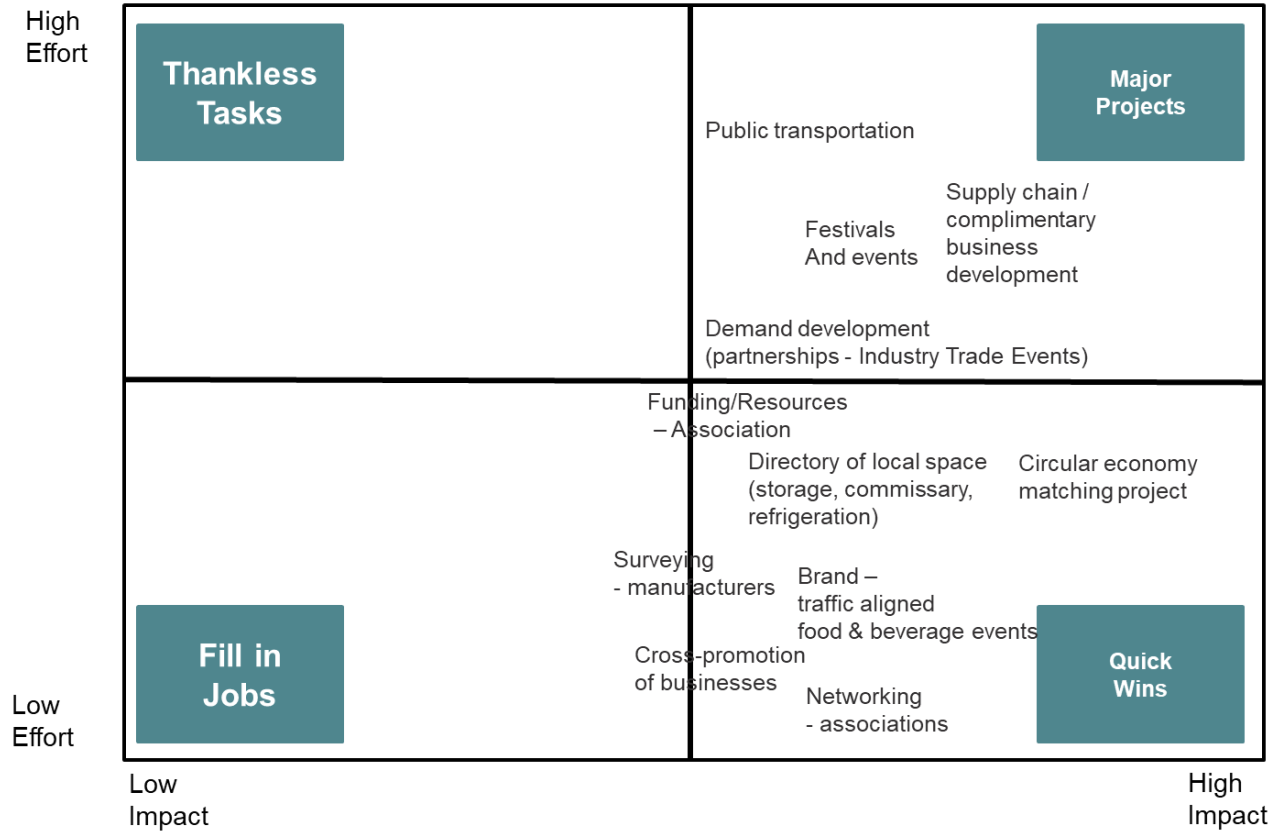 High
Effort
Thankless
Tasks
Major
Projects
Public transportation
Supply chain /
complimentary
business
development
Festivals
And events
Demand development
(partnerships - Industry Trade Events)
Funding/Resources
– Association
Directory of local space
(storage, commissary,
refrigeration)
Circular economy
matching project
Surveying
- manufacturers
Brand –
traffic aligned
food & beverage events
Cross-promotion
of businesses
Networking
- associations
Fill in
Jobs
Quick
Wins
Low
Effort
Low
Impact
High
Impact